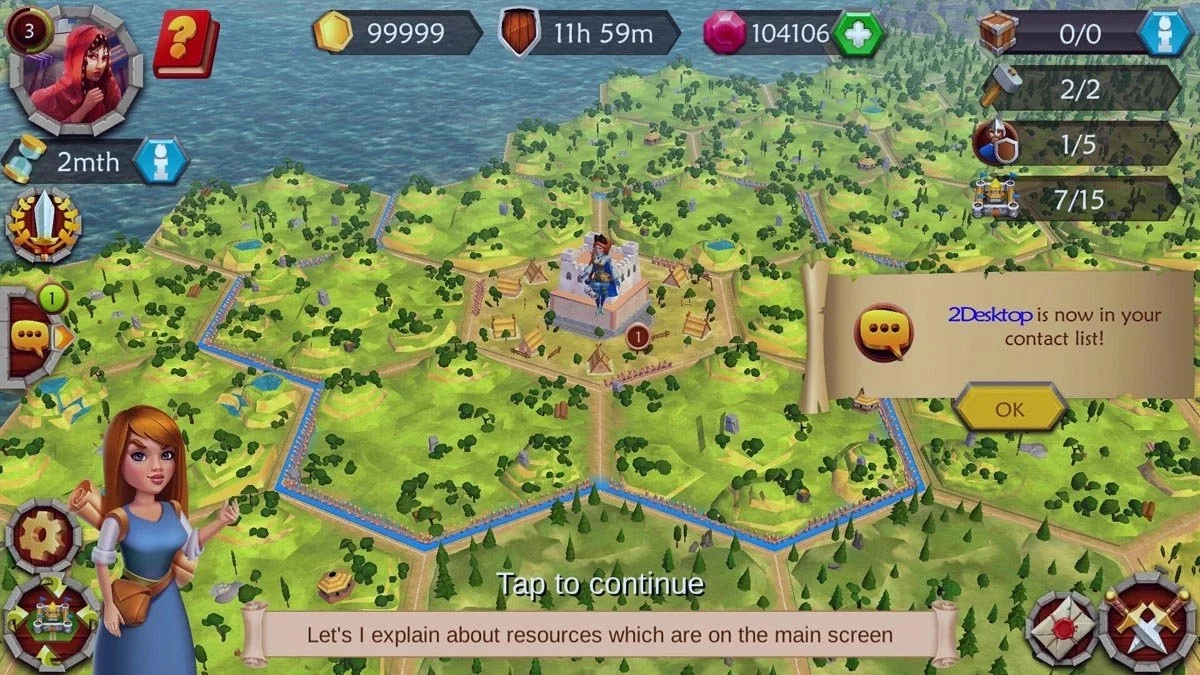 3
?
99999
11h 59m
104106
0/0
2/2
1/5
7/15
2mth
1
1
2Desktop is now in your
contact list!
OK
Tap to continue
Let's I explain about resources which are on the main screen